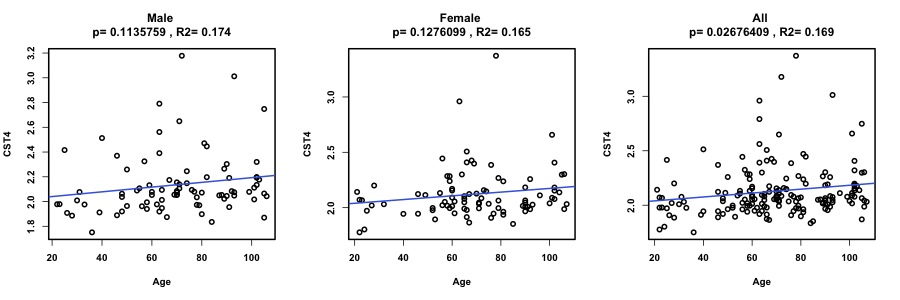 Male
p= 0.1135759 , R2= 0.174
CST4
3.2
3.0
2.8
2.6
2.4
2.2
2.0
1.8
20 40 60 80 100
Age
Female
p= 0.1276099 , R2= 0.165
CST4
3.0
2.5
2.0
20 40 60 80 100
Age
All
p= 0.02676409 , R2= 0.169
CST4
3.0
2.5
2.0
20 40 60 80 100
Age